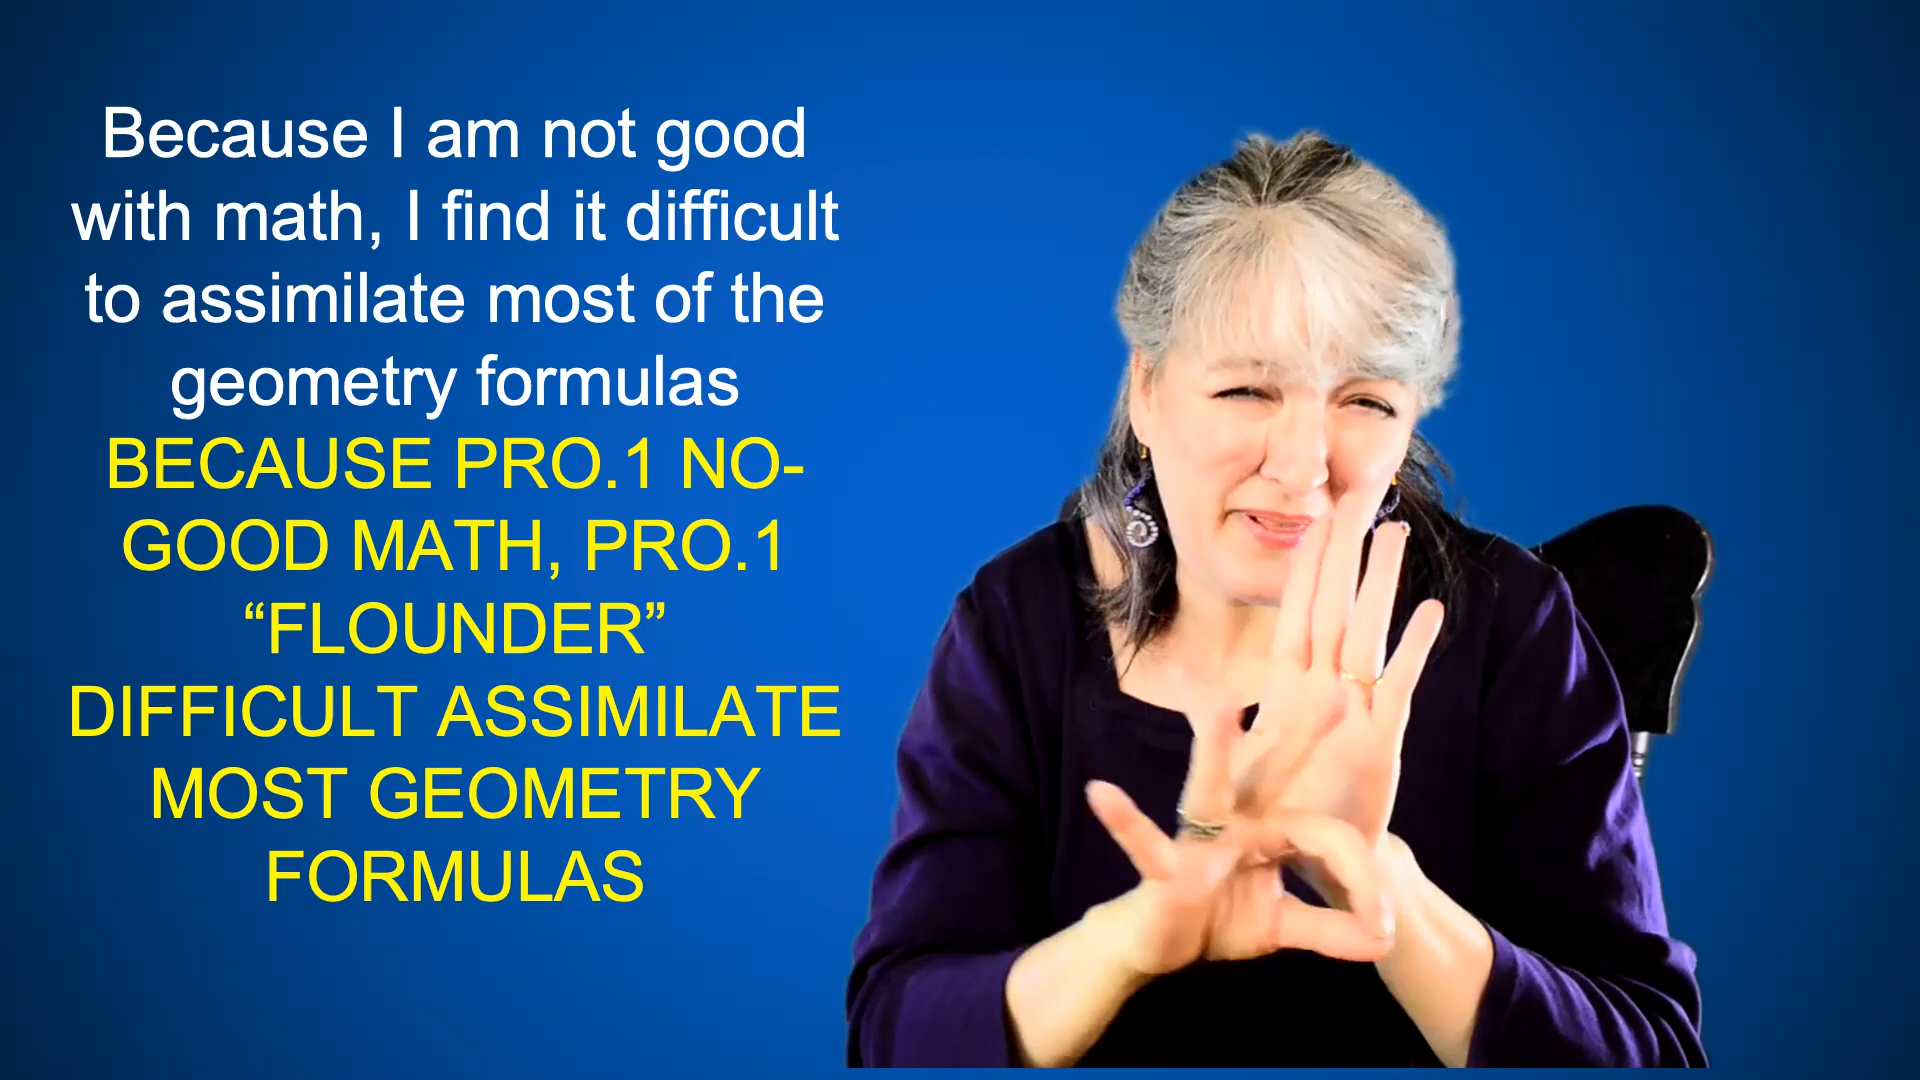 Because I am not good
with math, I find it difficult
to assimilate most of the
geometry formulas
BECAUSE PRO.1 NO-
GOOD MATH, PRO.1
“FLOUNDER”
DIFFICULT ASSIMILATE
MOST GEOMETRY
FORMULAS